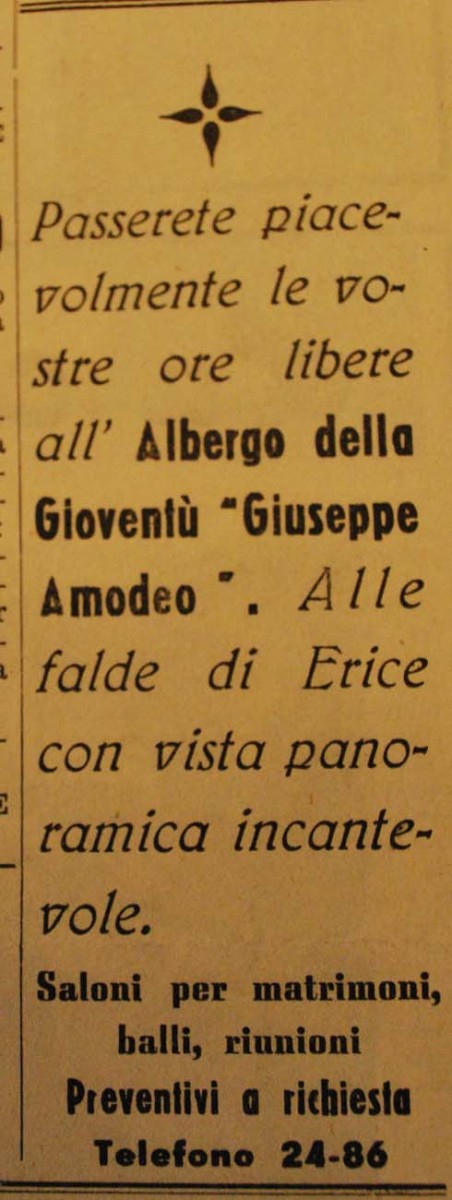 Passerete piace-
volmente le vo-
stre ore libere
all' Albergo della
Gioventù "Giuseppe
Amodeo ". Alle
falde di Erice
con vista pano-
ramica incante-
vole.
Saloni per matrimoni,
balli, riunioni
Preventivi a richiesta
Telefono 24-86